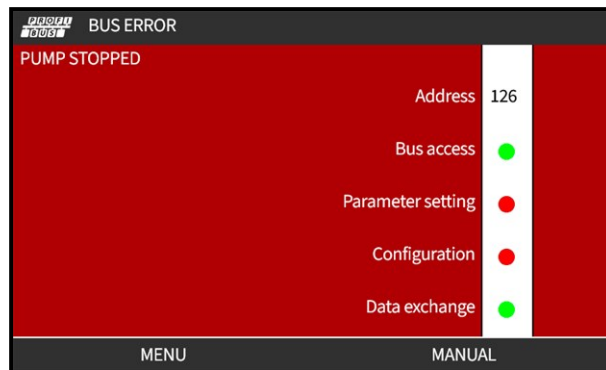 PROFI BUS BUS ERROR
PUMP STOPPED
Address 126
Bus access
Parameter setting
Configuration
Data exchange
MENU MANUAL